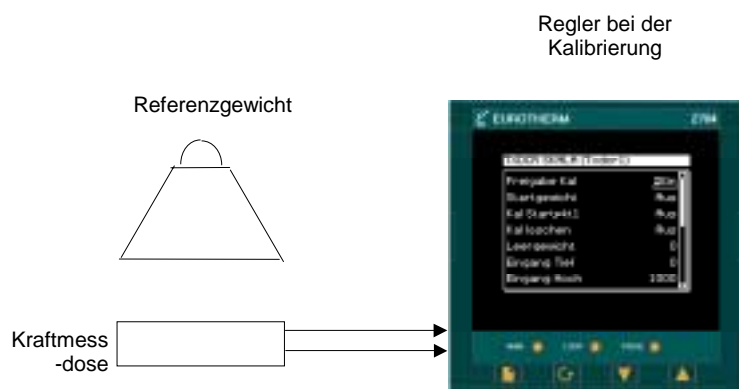 Regler bei der
Kalibrierung
Referenzgewicht
EUROTHERM 2704
Freigabe Kal
Startgewicht Aus
Kal Startpkt1 Aus
Kal löschen Aus
Leergewicht 0
Eingang Tief 0
Eingang Hoch 1000
Kraftmess
-dose